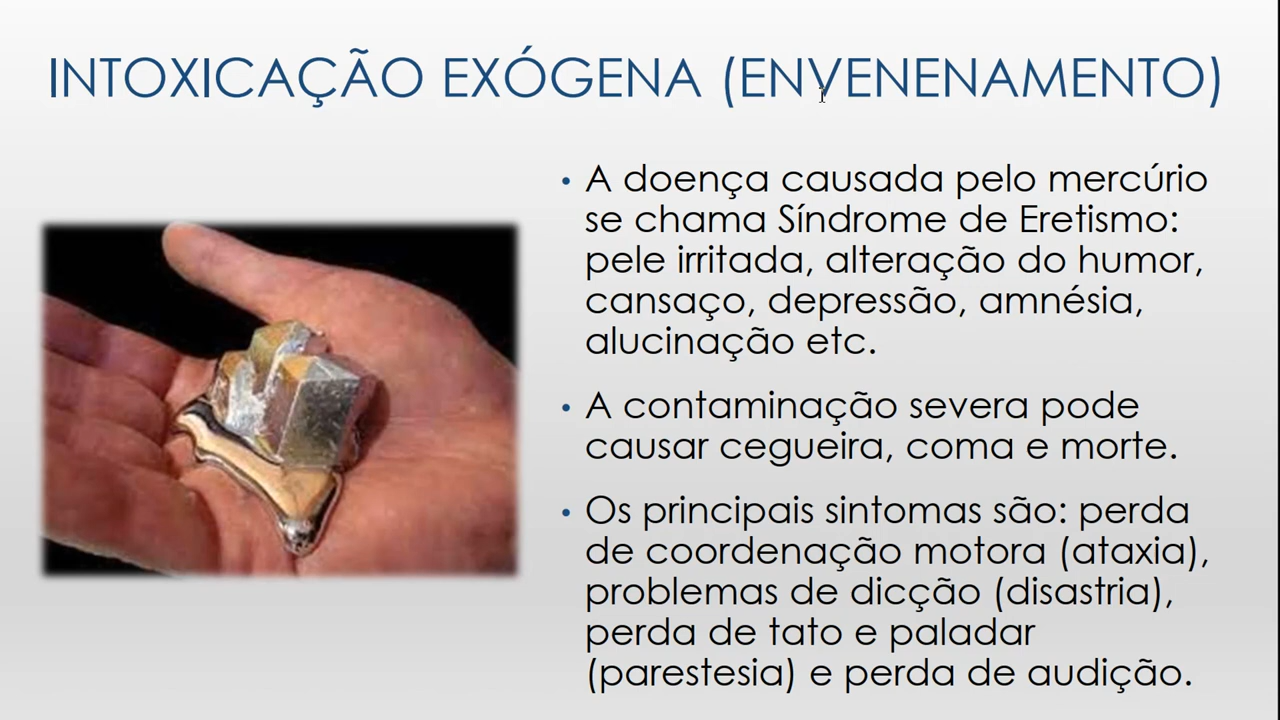 INTOXICAÇÃO EXÓGENA (ENVENENAMENTO)
• A doença causada pelo mercúrio
se chama Síndrome de Eretismo:
pele irritada, alteração do humor,
cansaço, depressão, amnésia,
alucinação etc.
• A contaminação severa pode
causar cegueira, coma e morte.
• Os principais sintomas são: perda
de coordenação motora (ataxia),
problemas de dicção (disastria),
perda de tato e paladar
(parestesia) e perda de audição.